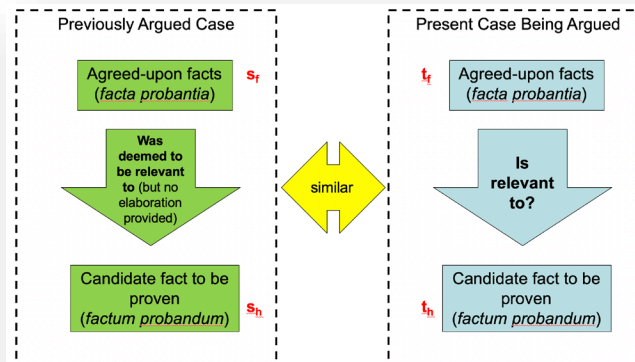 Previously Argued Case
Agreed-upon facts
(facta probantia)
sf
Was
deemed to
be relevant
to (but no
elaboration
provided)
Candidate fact to be
proven
(factum probandum)
sh
similar
Present Case Being Argued
tf
Agreed-upon facts
(facta probantia)
Is
relevant
to?
Candidate fact to be
proven
(factum probandum)
th